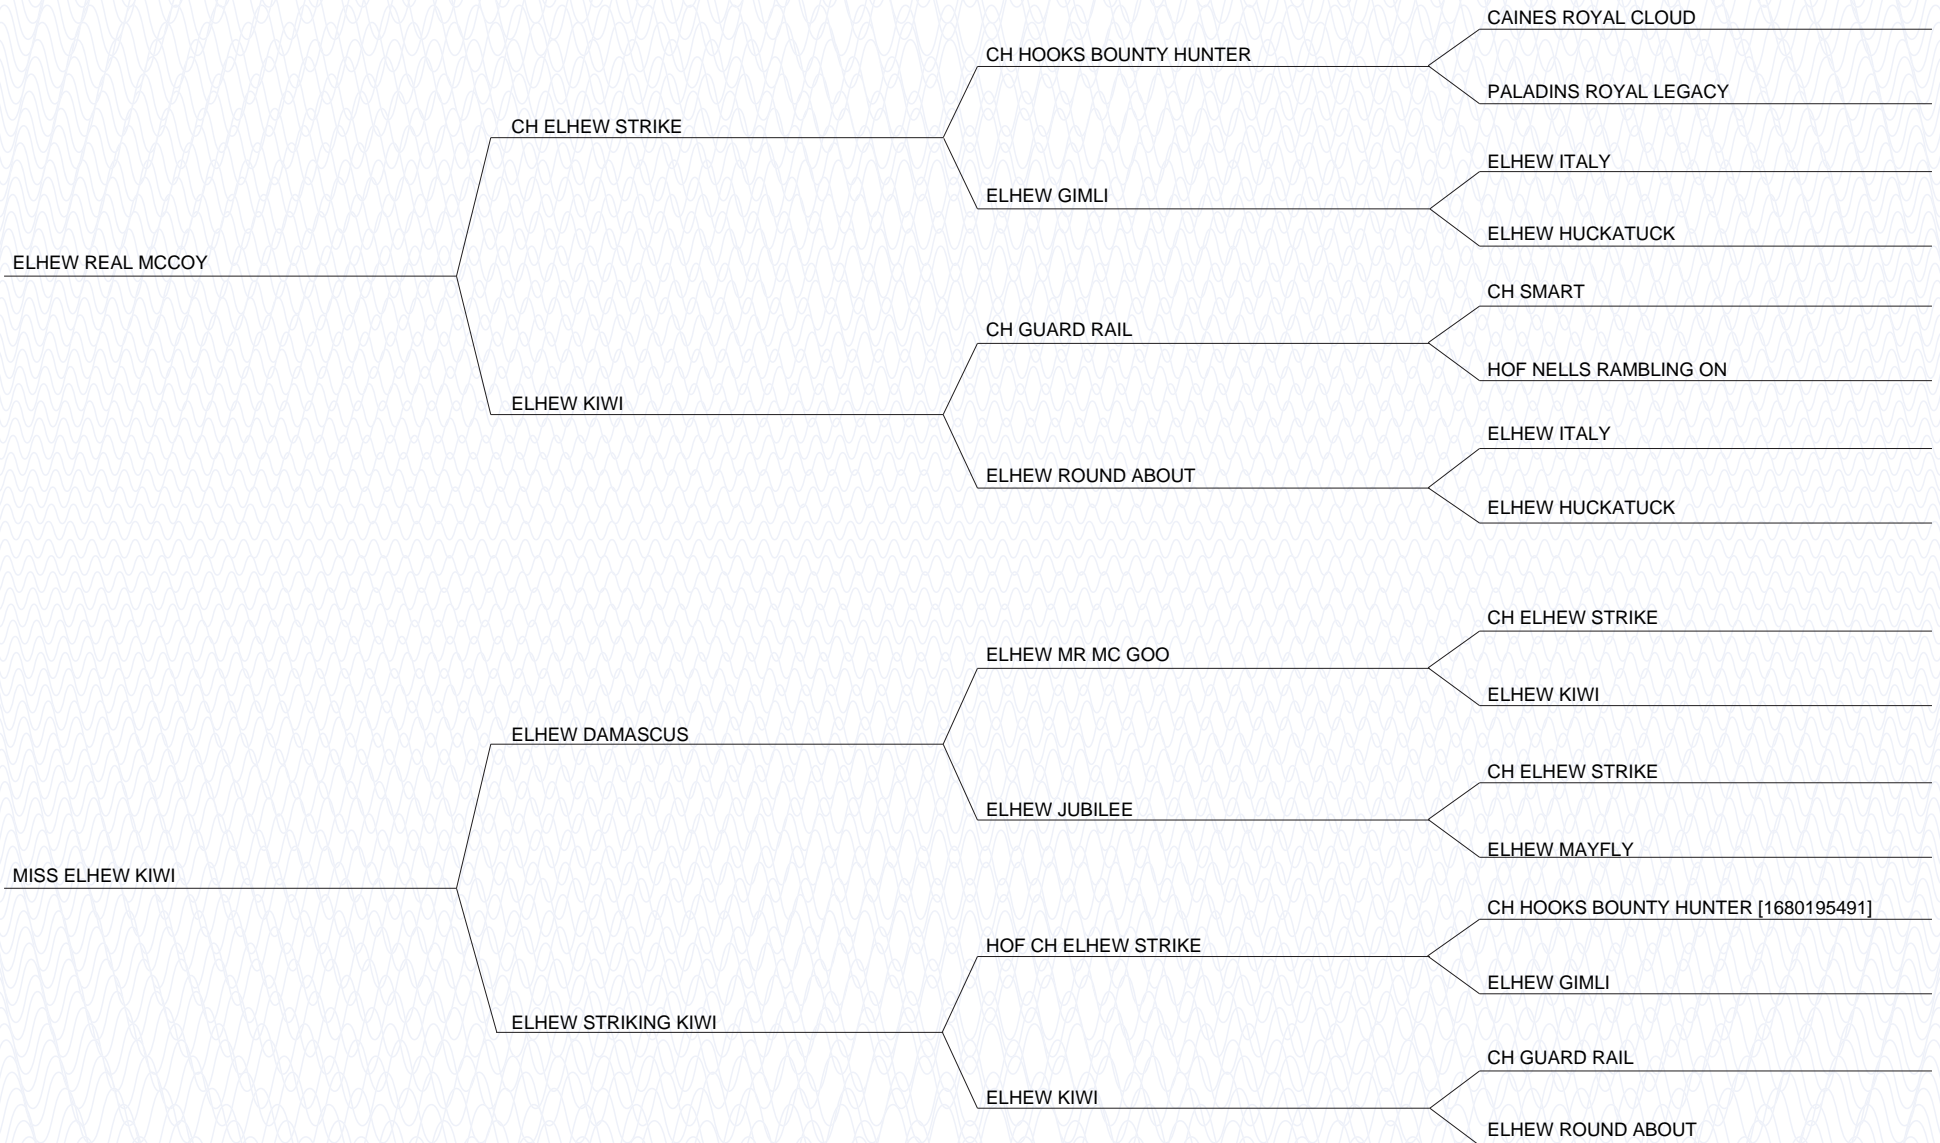 CAINES ROYAL CLOUD
CH HOOKS BOUNTY HUNTER
PALADINS ROYAL LEGACY
CH ELHEW STRIKE
ELHEW ITALY
ELHEW GIMLI
ELHEW HUCKATUCK
ELHEW REAL MCCOY
CH SMART
CH GUARD RAIL
HOF NELLS RAMBLING ON
ELHEW KIWI
ELHEW ITALY
ELHEW ROUND ABOUT
ELHEW HUCKATUCK
CH ELHEW STRIKE
ELHEW MR MC GOO
ELHEW KIWI
ELHEW DAMASCUS
CH ELHEW STRIKE
ELHEW JUBILEE
ELHEW MAYFLY
MISS ELHEW KIWI
CH HOOKS BOUNTY HUNTER [1680195491]
HOF CH ELHEW STRIKE
ELHEW GIMLI
ELHEW STRIKING KIWI
CH GUARD RAIL
ELHEW KIWI
ELHEW ROUND ABOUT